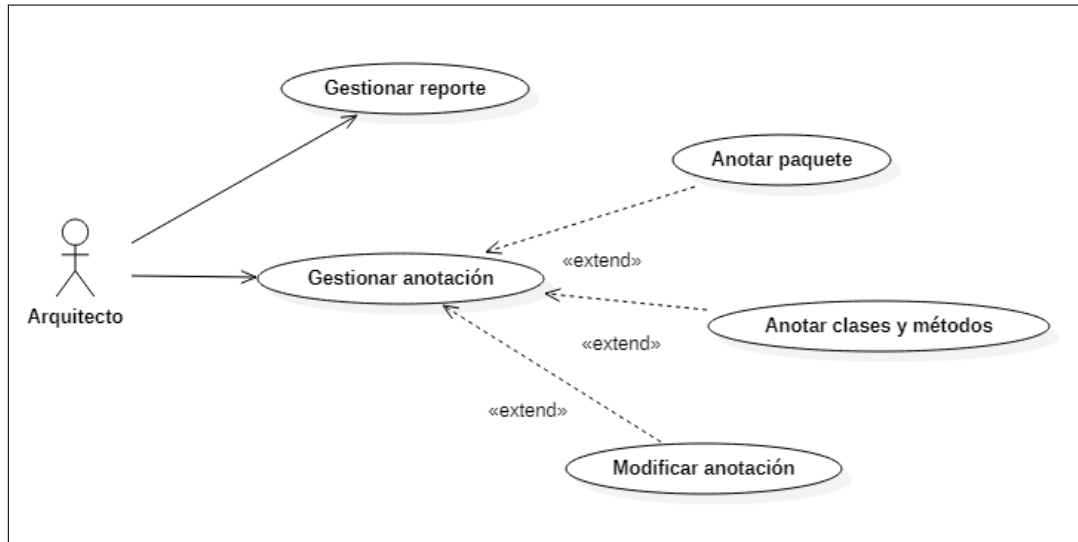 Gestionar reporte
Anotar paquete
«extend»
Gestionar anotación
Arquitecto
Anotar clases y métodos
«extend»
«extend»
Modificar anotación